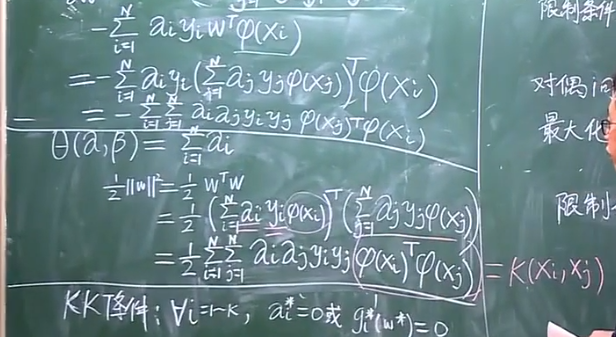 -∑_{i=1}^{N} a_i y_i w^T φ(x_i)
= -∑_{i=1}^{N} a_i y_i (∑_{j=1}^{N} a_j y_j φ(x_j))^T φ(x_i)
= -∑_{i=1}^{N} ∑_{j=1}^{N} a_i a_j y_i y_j φ(x_j)^T φ(x_i)
θ(a,β) = ∑_{i=1}^{N} a_i
½||w||² = ½ w^T w
= ½ (∑_{i=1}^{N} a_i y_i φ(x_i))^T (∑_{j=1}^{N} a_j y_j φ(x_j))
= ½ ∑_{i=1}^{N} ∑_{j=1}^{N} a_i a_j y_i y_j φ(x_i)^T φ(x_j) = K(x_i, x_j)
KKT条件: ∀i=1~K, a_i*=0或 g_i*(w*)=0
限制条件
对偶问
最大化
限制